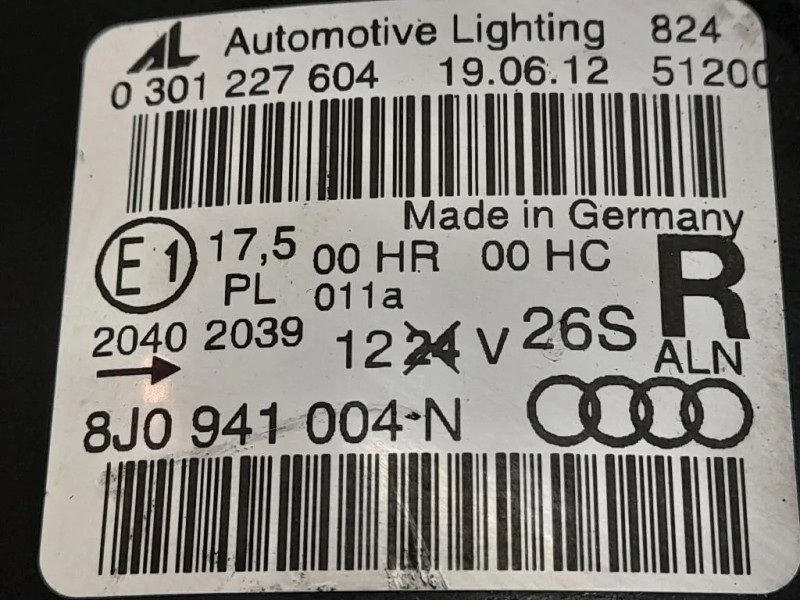 AL Automotive Lighting 824
0 301 227 604 19.06.12 51200
Made in Germany
E1 17,5 00 HR 00 HC R
PL 011a
2040 2039 12 24 V 26S ALN
8J0 941 004-N